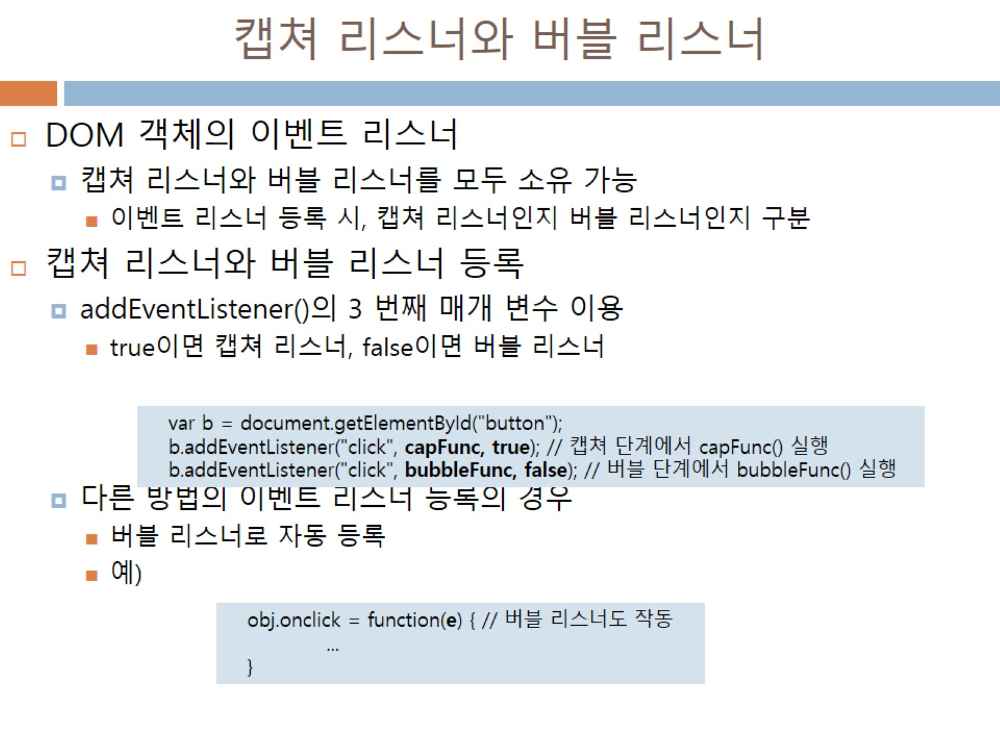 캡쳐 리스너와 버블 리스너
DOM 객체의 이벤트 리스너
캡쳐 리스너와 버블 리스너를 모두 소유 가능
이벤트 리스너 등록 시, 캡쳐 리스너인지 버블 리스너인지 구분
캡쳐 리스너와 버블 리스너 등록
addEventListener()의 3 번째 매개 변수 이용
true이면 캡쳐 리스너, false이면 버블 리스너
var b = document.getElementById("button");
b.addEventListener("click", capFunc, true); // 캡쳐 단계에서 capFunc() 실행
b.addEventListener("click", bubbleFunc, false); // 버블 단계에서 bubbleFunc() 실행
다른 방법의 이벤트 리스너 등록의 경우
버블 리스너로 자동 등록
예)
obj.onclick = function(e) { // 버블 리스너도 작동
...
}